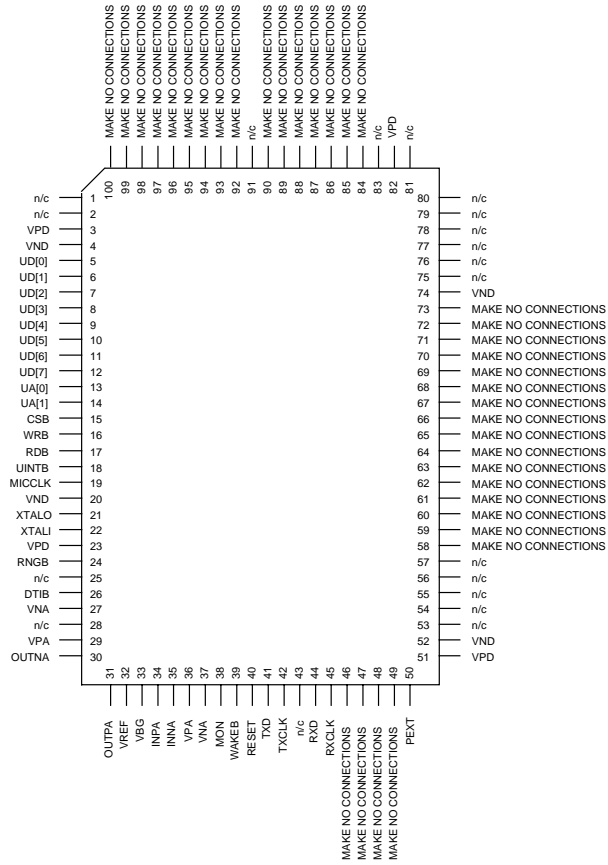 MAKE NO CONNECTIONS
MAKE NO CONNECTIONS
MAKE NO CONNECTIONS
MAKE NO CONNECTIONS
MAKE NO CONNECTIONS
MAKE NO CONNECTIONS
MAKE NO CONNECTIONS
MAKE NO CONNECTIONS
MAKE NO CONNECTIONS
n/c
MAKE NO CONNECTIONS
MAKE NO CONNECTIONS
MAKE NO CONNECTIONS
MAKE NO CONNECTIONS
MAKE NO CONNECTIONS
MAKE NO CONNECTIONS
MAKE NO CONNECTIONS
n/c
VPD
n/c
100
99
98
97
96
95
94
93
92
91
90
89
88
87
86
85
84
83
82
81
n/c 1
n/c 2
VPD 3
VND 4
UD[0] 5
UD[1] 6
UD[2] 7
UD[3] 8
UD[4] 9
UD[5] 10
UD[6] 11
UD[7] 12
UA[0] 13
UA[1] 14
CSB 15
WRB 16
RDB 17
UINTB 18
MICCLK 19
VND 20
XTALO 21
XTALI 22
VPD 23
RNGB 24
n/c 25
DTIB 26
VNA 27
n/c 28
VPA 29
OUTNA 30
80 n/c
79 n/c
78 n/c
77 n/c
76 n/c
75 n/c
74 VND
73 MAKE NO CONNECTIONS
72 MAKE NO CONNECTIONS
71 MAKE NO CONNECTIONS
70 MAKE NO CONNECTIONS
69 MAKE NO CONNECTIONS
68 MAKE NO CONNECTIONS
67 MAKE NO CONNECTIONS
66 MAKE NO CONNECTIONS
65 MAKE NO CONNECTIONS
64 MAKE NO CONNECTIONS
63 MAKE NO CONNECTIONS
62 MAKE NO CONNECTIONS
61 MAKE NO CONNECTIONS
60 MAKE NO CONNECTIONS
59 MAKE NO CONNECTIONS
58 MAKE NO CONNECTIONS
57 n/c
56 n/c
55 n/c
54 n/c
53 n/c
52 VND
51 VPD
31
32
33
34
35
36
37
38
39
40
41
42
43
44
45
46
47
48
49
50
OUTPA
VREF
VBG
INPA
INNA
VPA
VNA
MON
WAKEB
RESET
TXD
TXCLK
n/c
RXD
RXCLK
MAKE NO CONNECTIONS
MAKE NO CONNECTIONS
MAKE NO CONNECTIONS
MAKE NO CONNECTIONS
PEXT